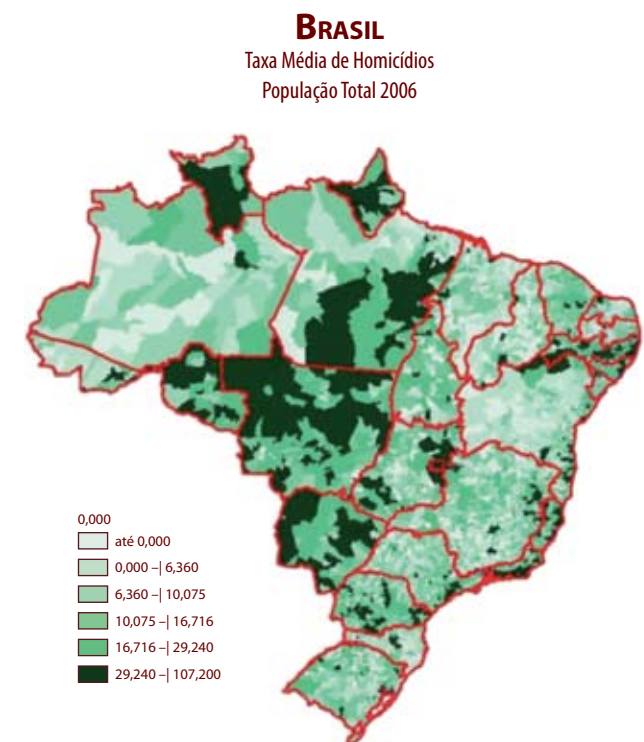 Brasil
Taxa Média de Homicídios
População Total 2006
0,000
até 0,000
0,000 –| 6,360
6,360 –| 10,075
10,075 –| 16,716
16,716 –| 29,240
29,240 –| 107,200